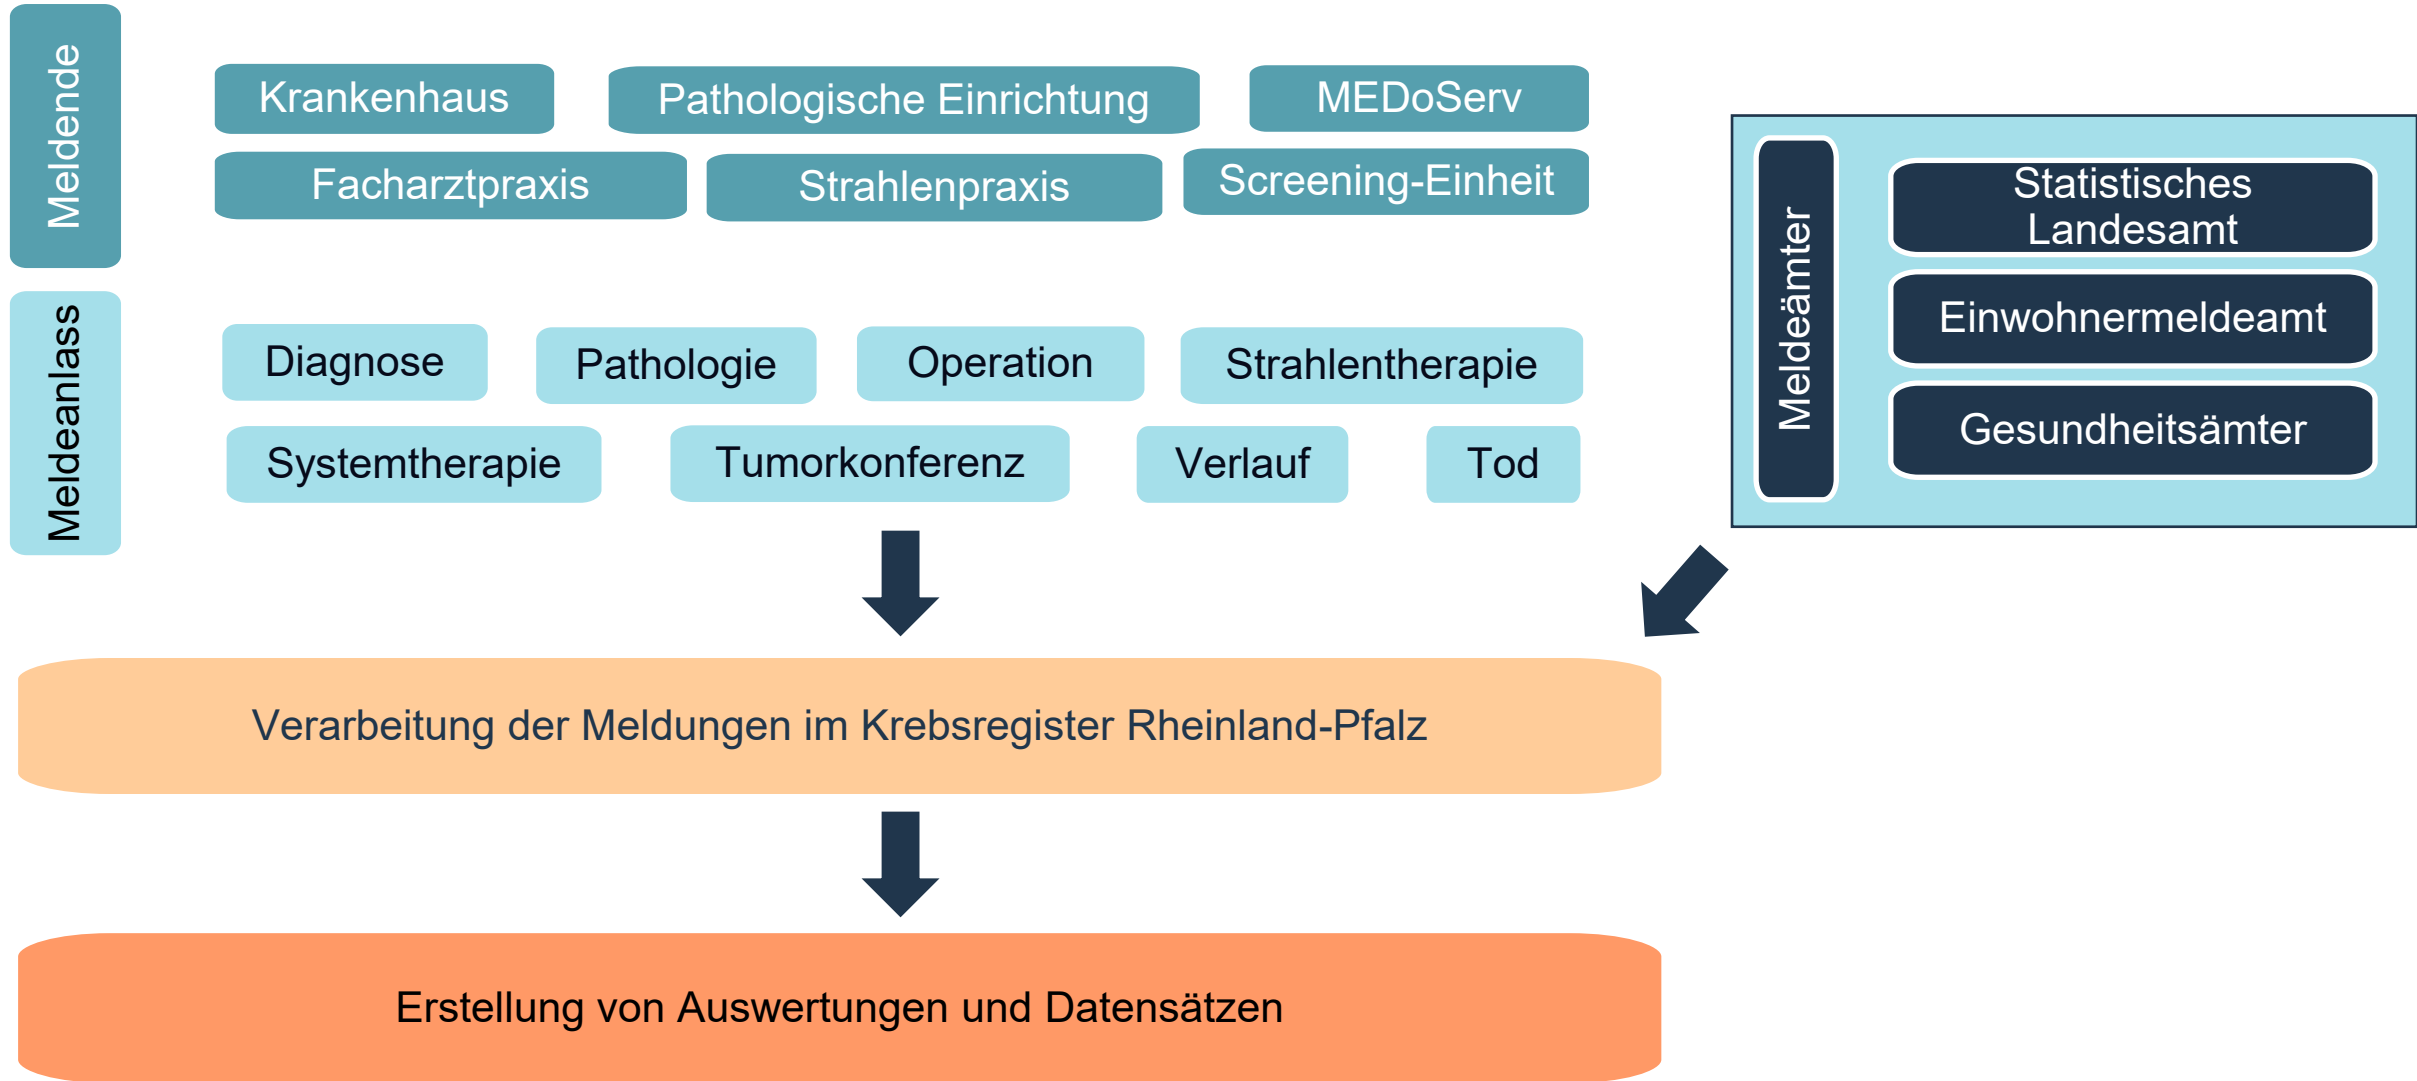 Meldende
Krankenhaus
Pathologische Einrichtung
MEDoServ
Facharztpraxis
Strahlenpraxis
Screening-Einheit
Meldeanlass
Diagnose
Pathologie
Operation
Strahlentherapie
Systemtherapie
Tumorkonferenz
Verlauf
Tod
Meldeämter
Statistisches
Landesamt
Einwohnermeldeamt
Gesundheitsämter
Verarbeitung der Meldungen im Krebsregister Rheinland-Pfalz
Erstellung von Auswertungen und Datensätzen